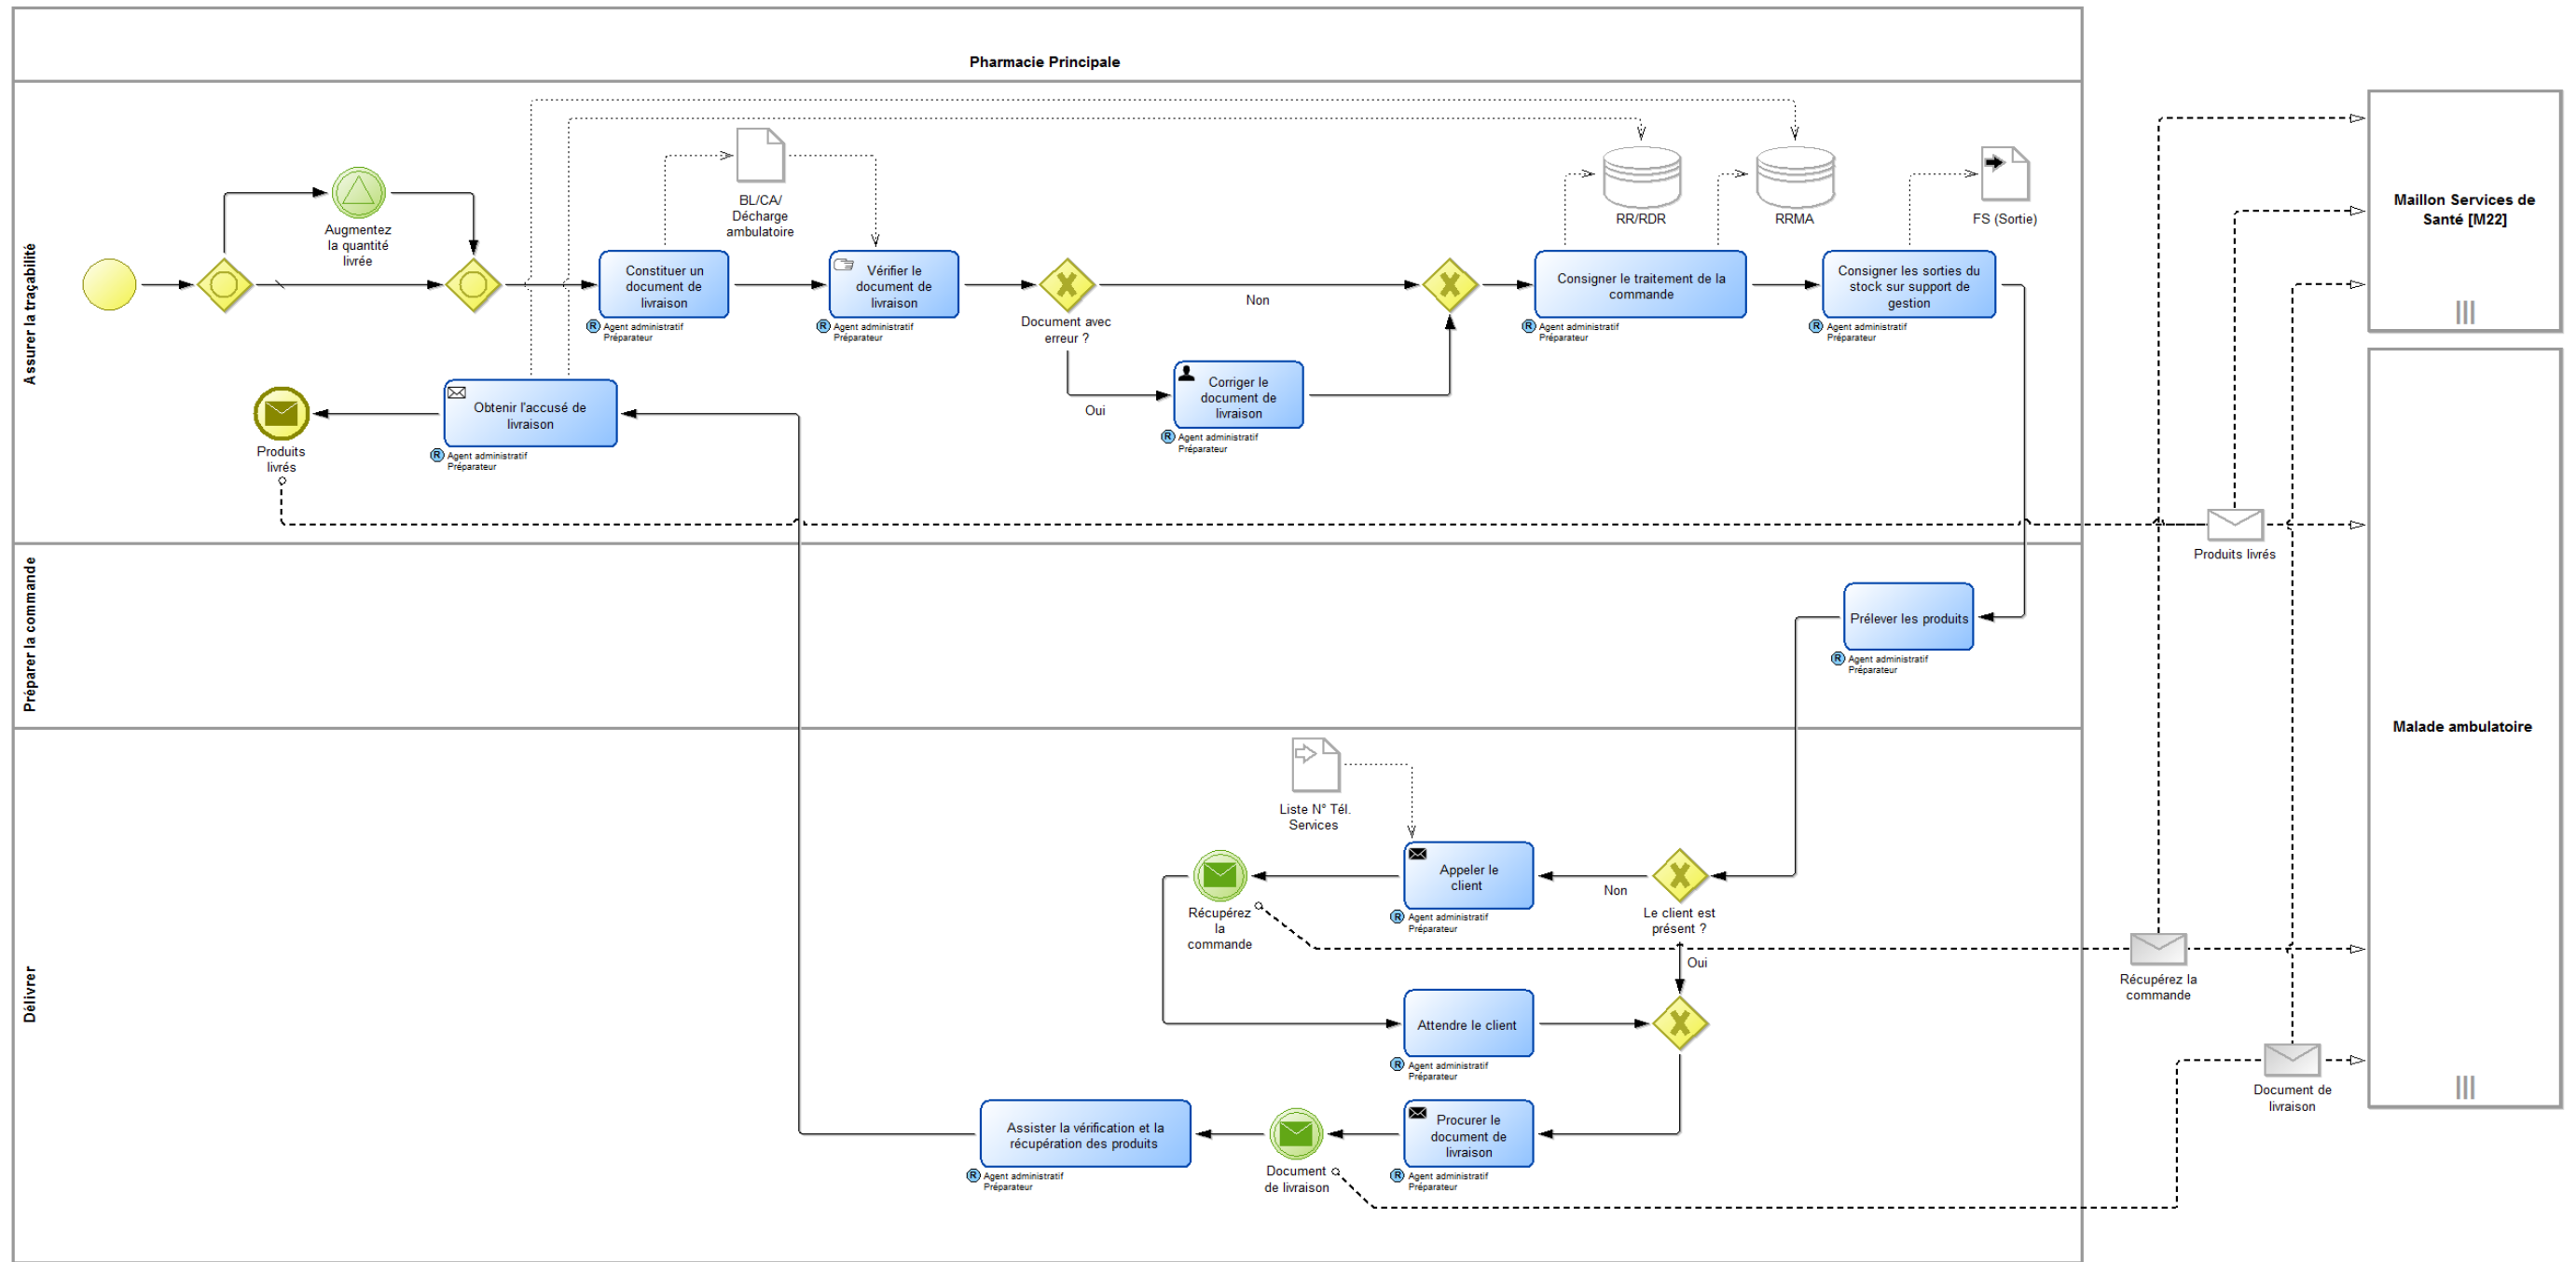 Pharmacie Principale
Assurer la traçabilité
Augmentez
la quantité
livrée
BL/CA/
Décharge
ambulatoire
RR/RDR
RRMA
FS (Sortie)
Constituer un
document de
livraison
R Agent administratif
Préparateur
Vérifier le
document de
livraison
R Agent administratif
Préparateur
Document avec
erreur ?
Non
Oui
Corriger le
document de
livraison
R Agent administratif
Préparateur
Consigner le traitement de la
commande
R Agent administratif
Préparateur
Consigner les sorties du
stock sur support de
gestion
R Agent administratif
Préparateur
Obtenir l'accusé de
livraison
R Agent administratif
Préparateur
Produits
livrés
Préparer la commande
Prélever les produits
R Agent administratif
Préparateur
Délivrer
Liste N° Tél.
Services
Récupérez
la
commande
Appeler le
client
R Agent administratif
Préparateur
Non
Le client est
présent ?
Oui
Attendre le client
R Agent administratif
Préparateur
Assister la vérification et la
récupération des produits
R Agent administratif
Préparateur
Document
de livraison
Procurer le
document de
livraison
R Agent administratif
Préparateur
Maillon Services de
Santé [M22]
Produits livrés
Malade ambulatoire
Récupérez la
commande
Document de
livraison